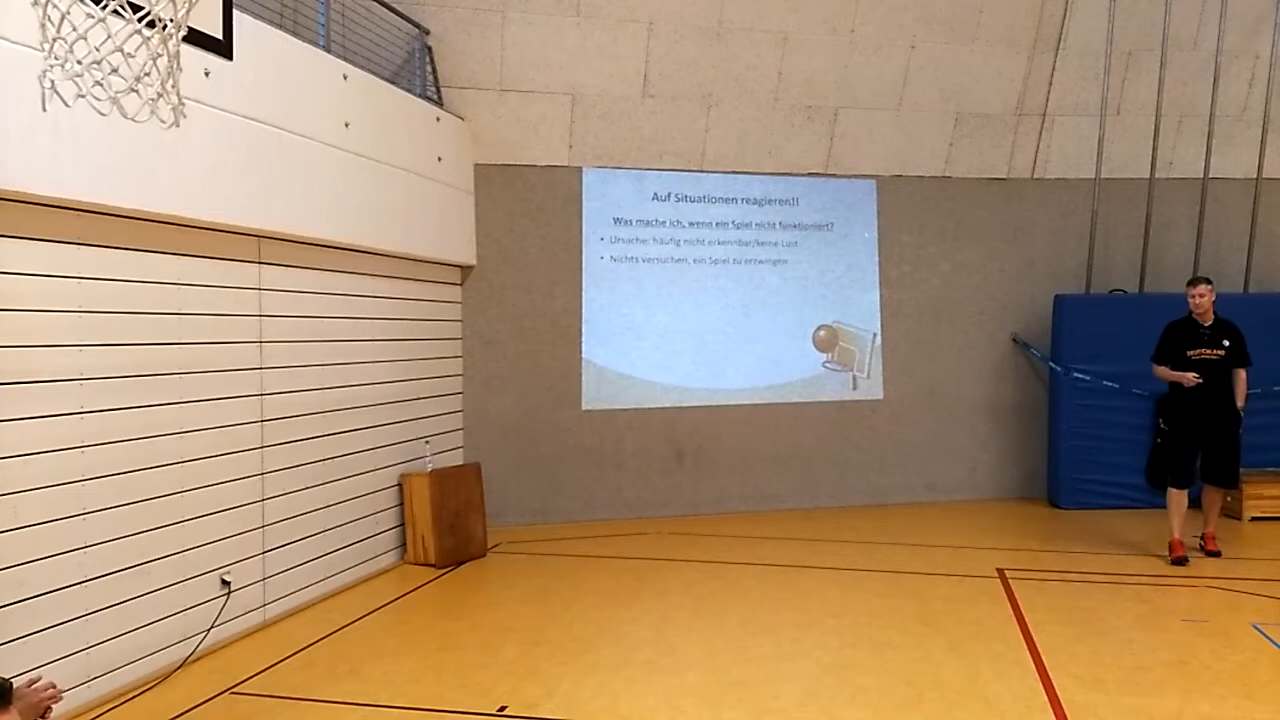 Auf Situationen reagieren!!
Was mache ich, wenn ein Spiel nicht funktioniert?
• Ursache: häufig nicht erkennbar/keine Lust
• Nichts versuchen, ein Spiel zu erzwingen
DEUTSCHLAND